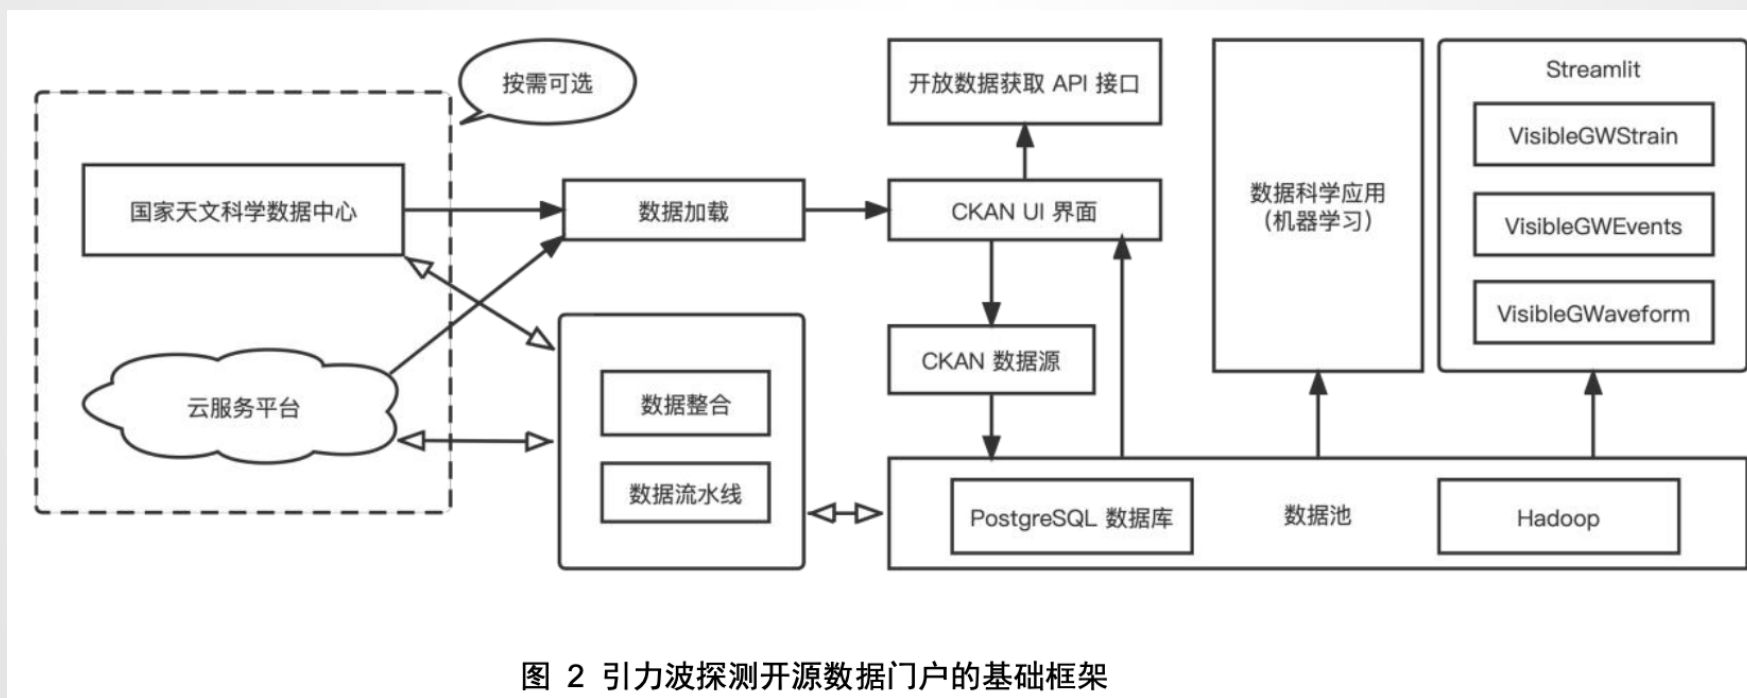 按需可选
国家天文科学数据中心
云服务平台
数据加载
数据整合
数据流水线
开放数据获取 API 接口
CKAN UI 界面
CKAN 数据源
PostgreSQL 数据库
数据池
Hadoop
数据科学应用
（机器学习）
Streamlit
VisibleGWStrain
VisibleGWEvents
VisibleGWaveform
图 2 引力波探测开源数据门户的基础框架